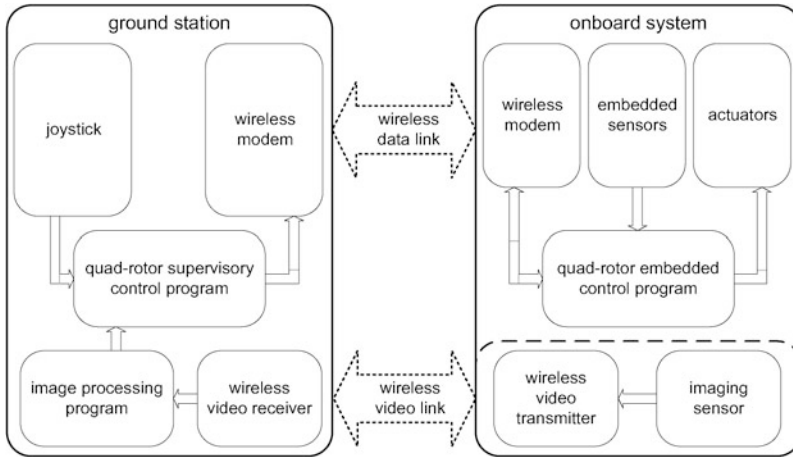 ground station
joystick
wireless
modem
quad-rotor supervisory
control program
image processing
program
wireless
video receiver
wireless
data link
wireless
video link
onboard system
wireless
modem
embedded
sensors
actuators
quad-rotor embedded
control program
wireless
video
transmitter
imaging
sensor